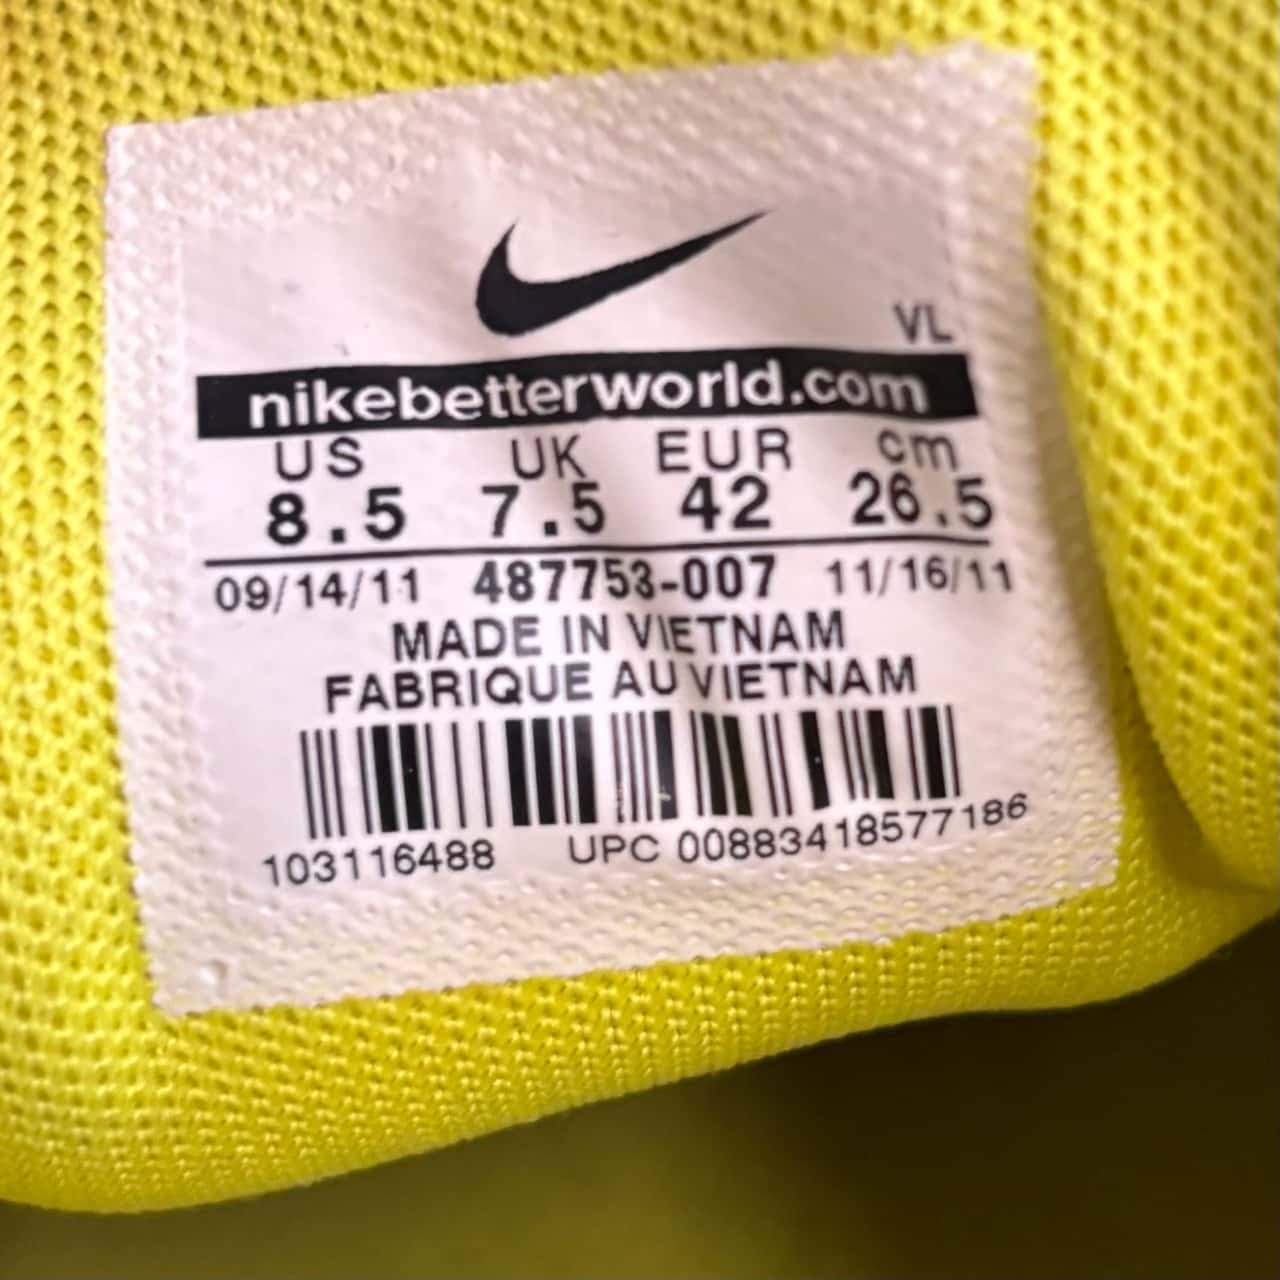 VL
nikebetterworld.com
US UK EUR cm
8.5 7.5 42 26.5
09/14/11 487753-007 11/16/11
MADE IN VIETNAM
FABRIQUE AU VIETNAM
103116488 UPC 00883418577186